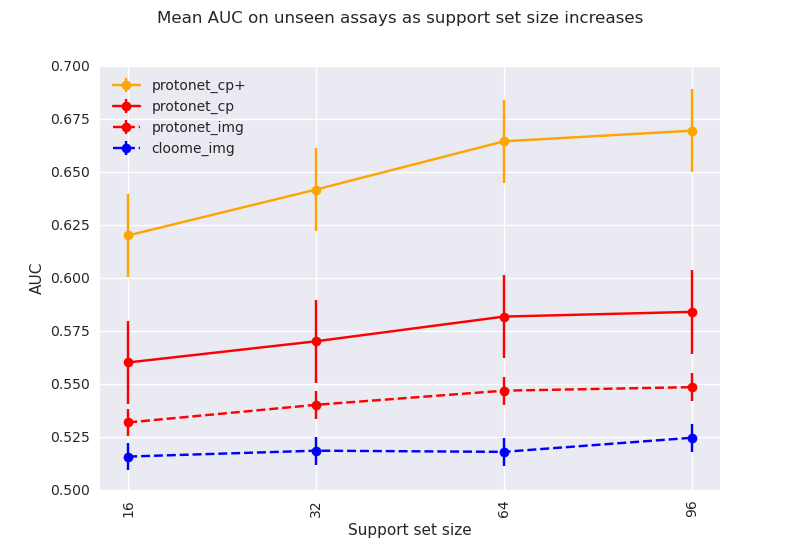 Mean AUC on unseen assays as support set size increases
0.700
0.675
0.650
0.625
0.600
0.575
0.550
0.525
0.500
AUC
protonet_cp+
protonet_cp
protonet_img
cloome_img
16
32
64
96
Support set size